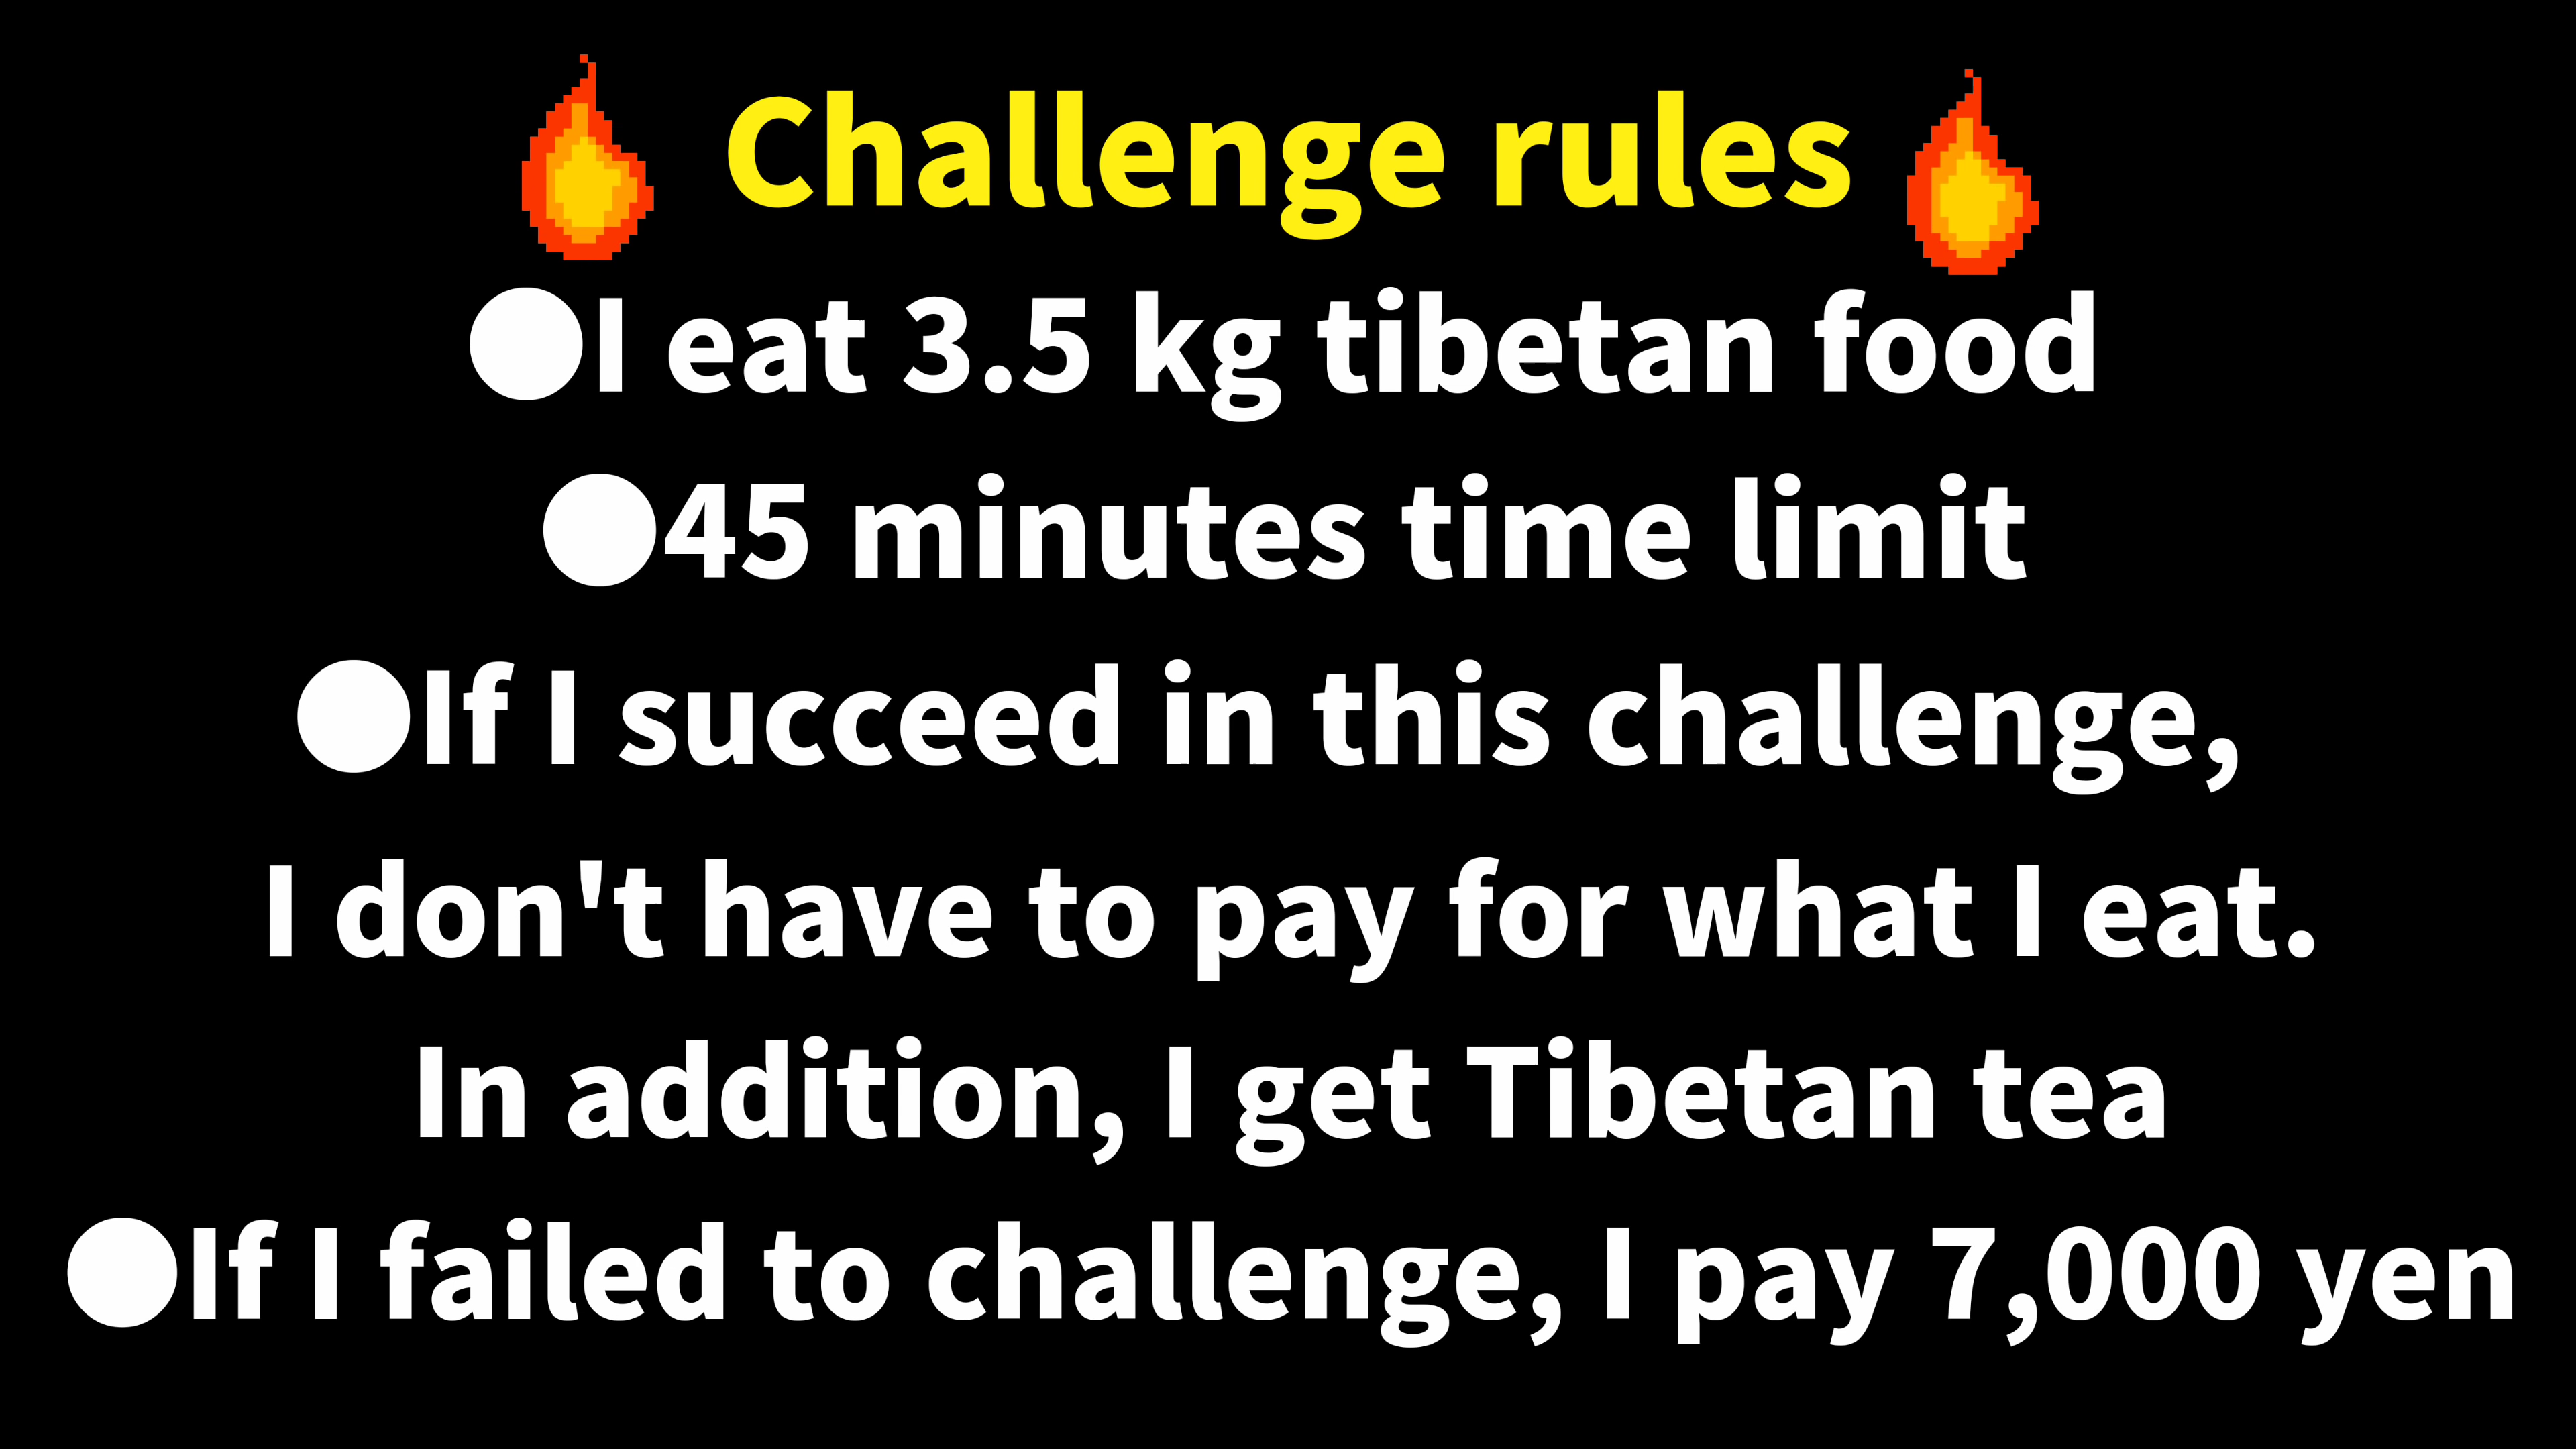 Challenge rules
●I eat 3.5 kg tibetan food
●45 minutes time limit
●If I succeed in this challenge,
I don't have to pay for what I eat.
In addition, I get Tibetan tea
●If I failed to challenge, I pay 7,000 yen